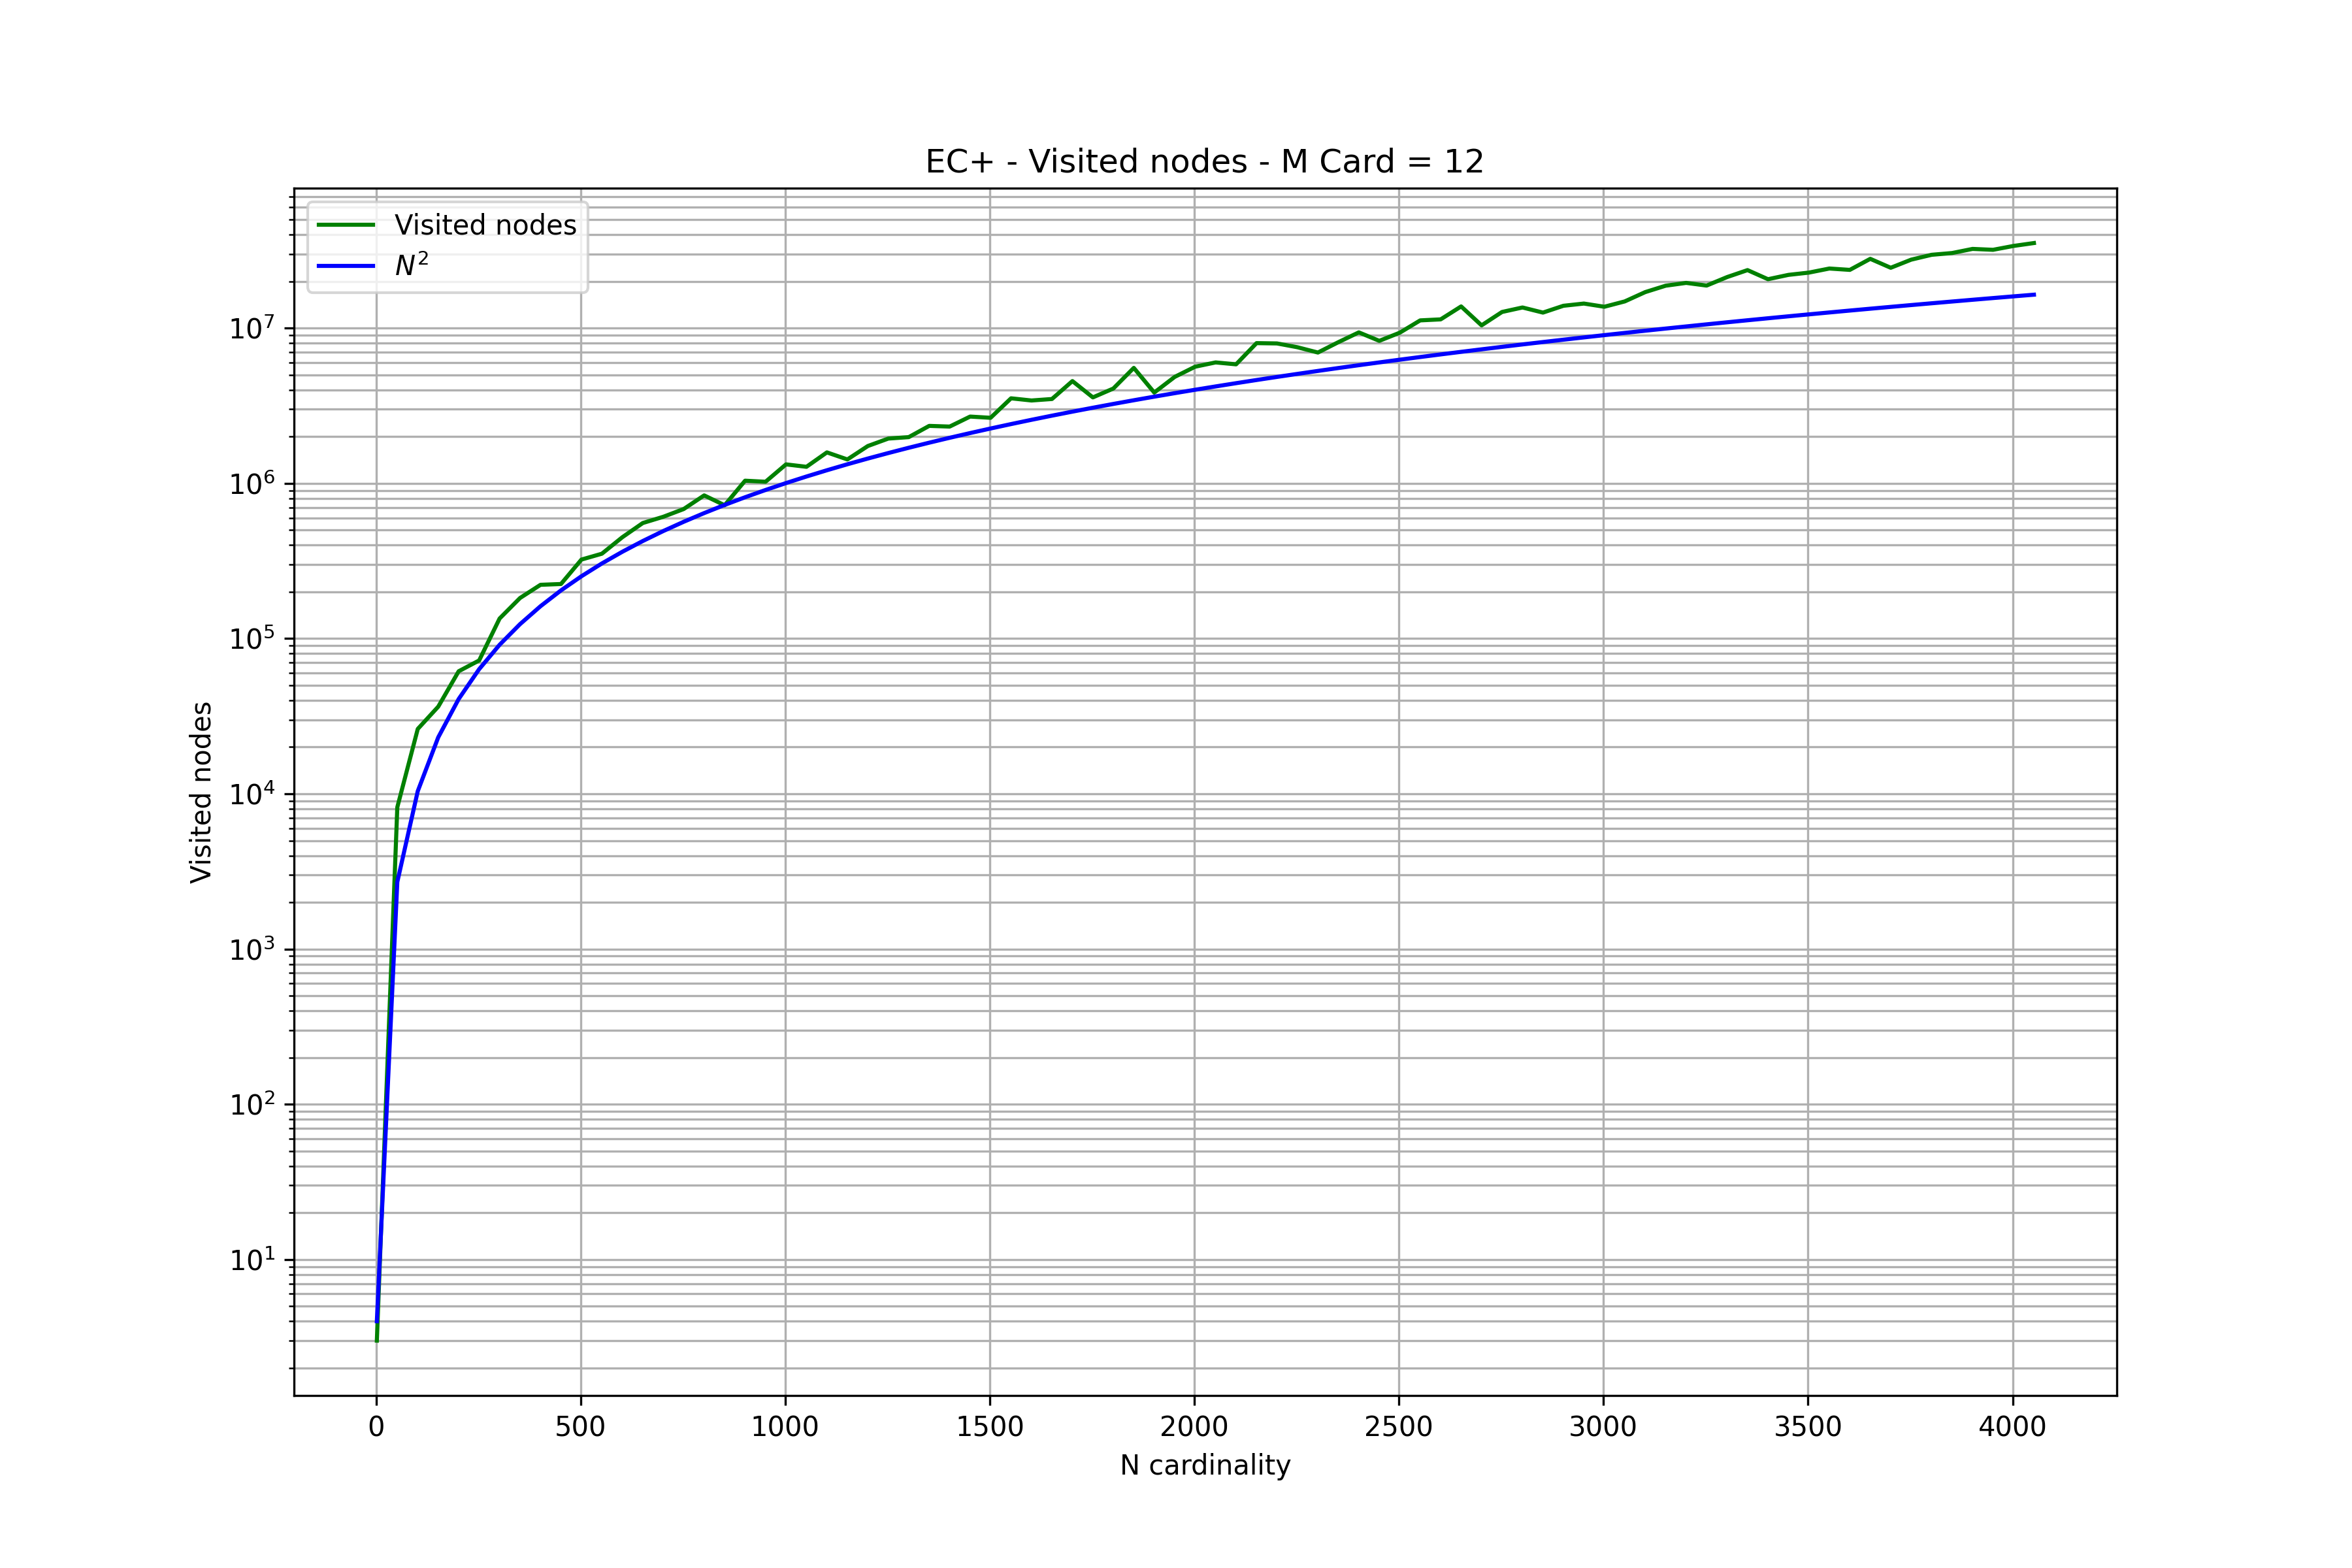 EC+ - Visited nodes - M Card = 12
Visited nodes
N²
10⁷
10⁶
10⁵
10⁴
10³
10²
10¹
Visited nodes
0 500 1000 1500 2000 2500 3000 3500 4000
N cardinality